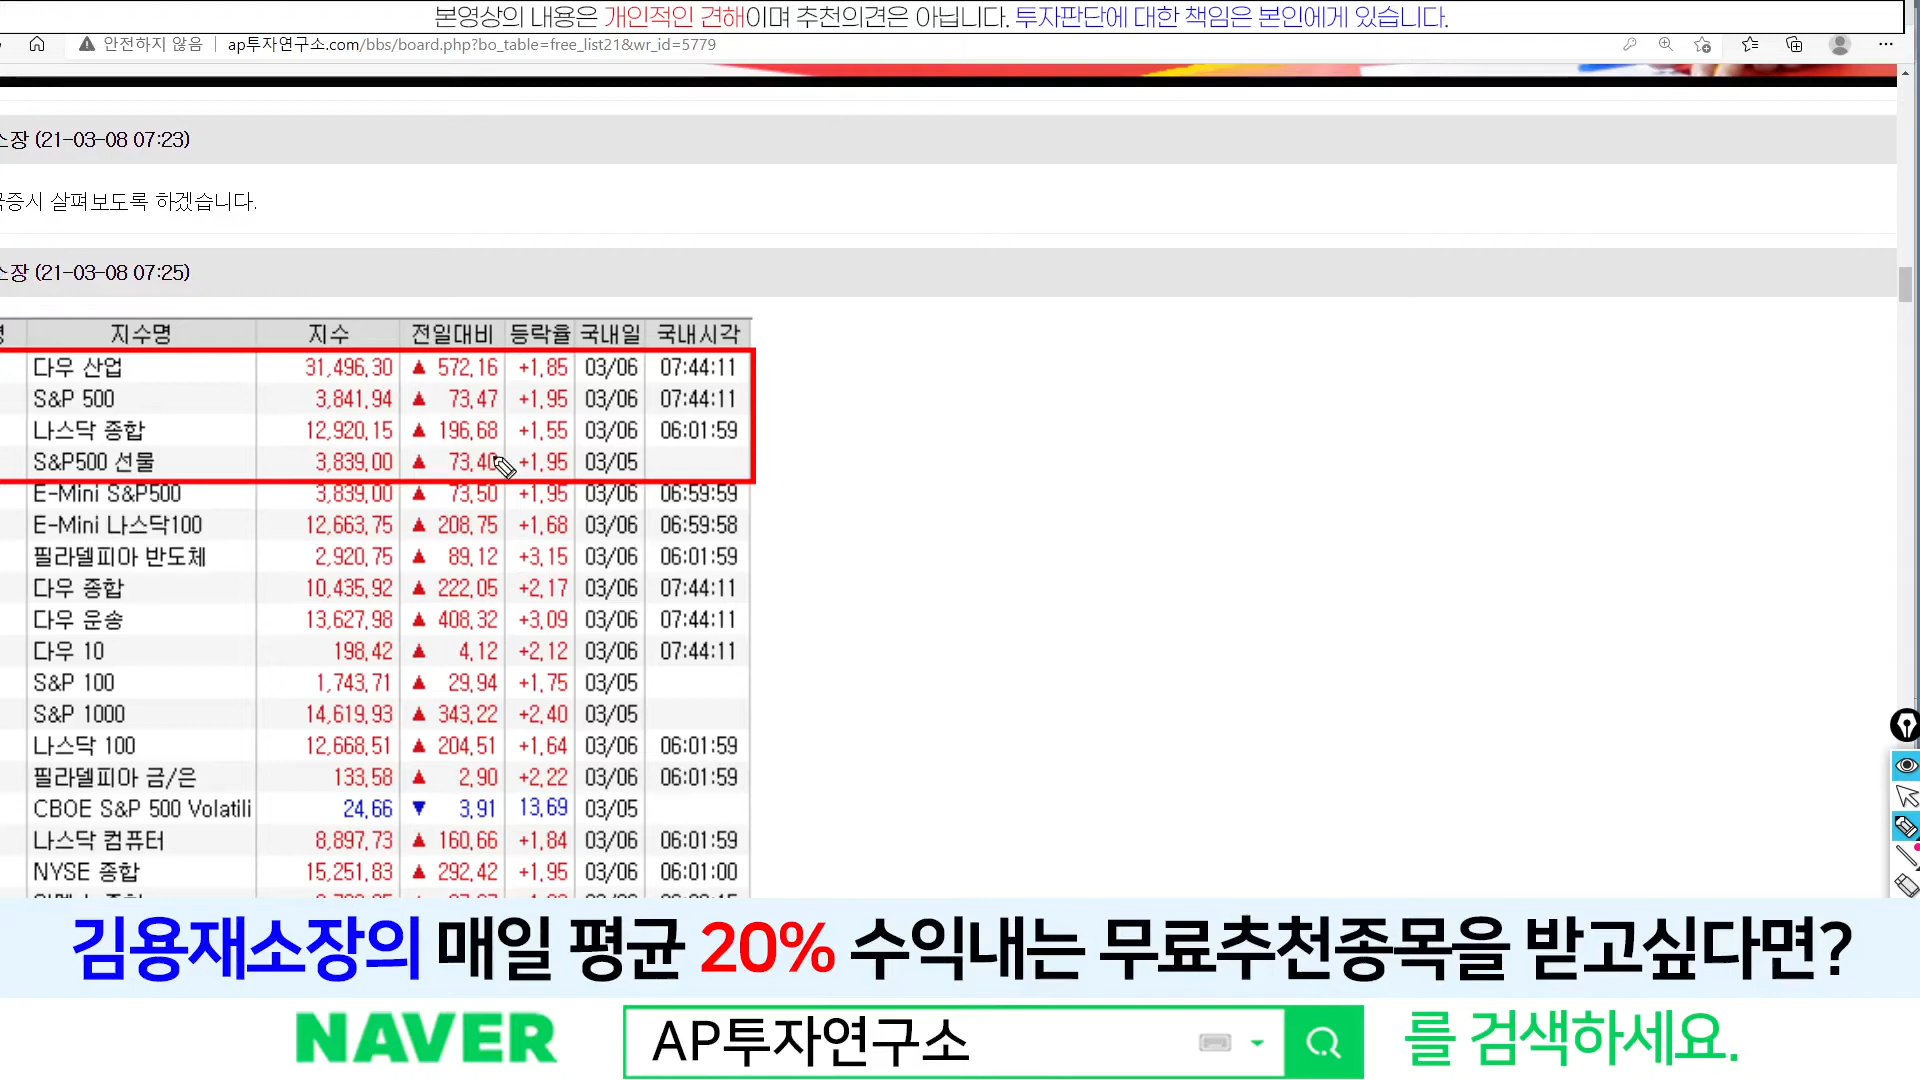 본영상의 내용은 개인적인 견해이며 추천의견은 아닙니다. 투자판단에 대한 책임은 본인에게 있습니다.
안전하지 않음 | ap투자연구소.com/bbs/board.php?bo_table=free_list21&wr_id=5779
소장 (21-03-08 07:23)
국증시 살펴보도록 하겠습니다.
소장 (21-03-08 07:25)
지수명 지수 전일대비 등락율 국내일 국내시각
다우 산업 31,496,30 ▲ 572,16 +1,85 03/06 07:44:11
S&P 500 3,841,94 ▲ 73,47 +1,95 03/06 07:44:11
나스닥 종합 12,920,15 ▲ 196,68 +1,55 03/06 06:01:59
S&P500 선물 3,839,00 ▲ 73,40 +1,95 03/05
E-Mini S&P500 3,839,00 ▲ 73,50 +1,95 03/06 06:59:59
E-Mini 나스닥100 12,663,75 ▲ 208,75 +1,68 03/06 06:59:58
필라델피아 반도체 2,920,75 ▲ 89,12 +3,15 03/06 06:01:59
다우 종합 10,435,92 ▲ 222,05 +2,17 03/06 07:44:11
다우 운송 13,627,98 ▲ 408,32 +3,09 03/06 07:44:11
다우 10 198,42 ▲ 4,12 +2,12 03/06 07:44:11
S&P 100 1,743,71 ▲ 29,94 +1,75 03/05
S&P 1000 14,619,93 ▲ 343,22 +2,40 03/05
나스닥 100 12,668,51 ▲ 204,51 +1,64 03/06 06:01:59
필라델피아 금/은 133,58 ▲ 2,90 +2,22 03/06 06:01:59
CBOE S&P 500 Volatili 24,66 ▼ 3,91 13,69 03/05
나스닥 컴퓨터 8,897,73 ▲ 160,66 +1,84 03/06 06:01:59
NYSE 종합 15,251,83 ▲ 292,42 +1,95 03/06 06:01:00
김용재소장의 매일 평균 20% 수익내는 무료추천종목을 받고싶다면?
NAVER AP투자연구소 를 검색하세요.